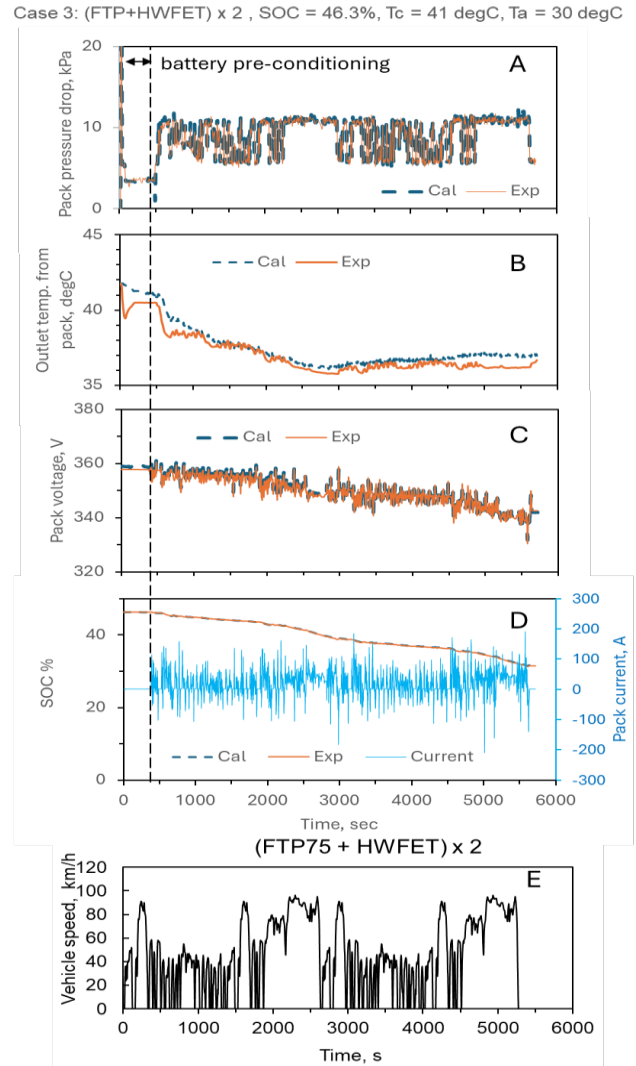 Case 3: (FTP+HWFET) x 2 , SOC = 46.3%, Tc = 41 degC, Ta = 30 degC
Pack pressure drop, kPa
20
10
0
battery pre-conditioning
A
Cal
Exp
Outlet temp. from
pack, degC
45
40
35
Cal
Exp
B
Pack voltage, V
380
360
340
320
Cal
Exp
C
SOC %
40
20
0
D
Cal
Exp
Current
300
200
100
0
-100
-200
-300
Pack current, A
0 1000 2000 3000 4000 5000 6000
Time, sec
(FTP75 + HWFET) x 2
Vehicle speed, km/h
120
100
80
60
40
20
0
E
0 1000 2000 3000 4000 5000 6000
Time, s